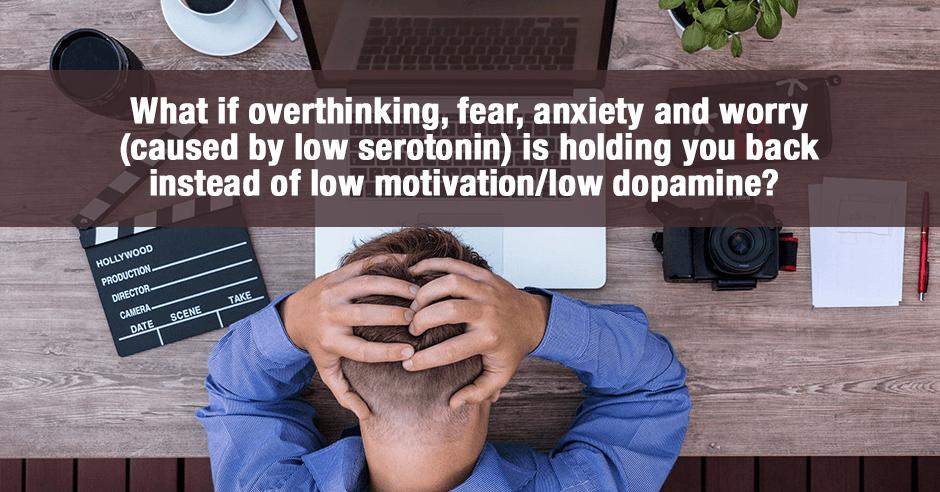 What if overthinking, fear, anxiety and worry
(caused by low serotonin) is holding you back
instead of low motivation/low dopamine?
HOLLYWOOD
PRODUCTION
DIRECTOR
CAMERA
DATE SCENE TAKE